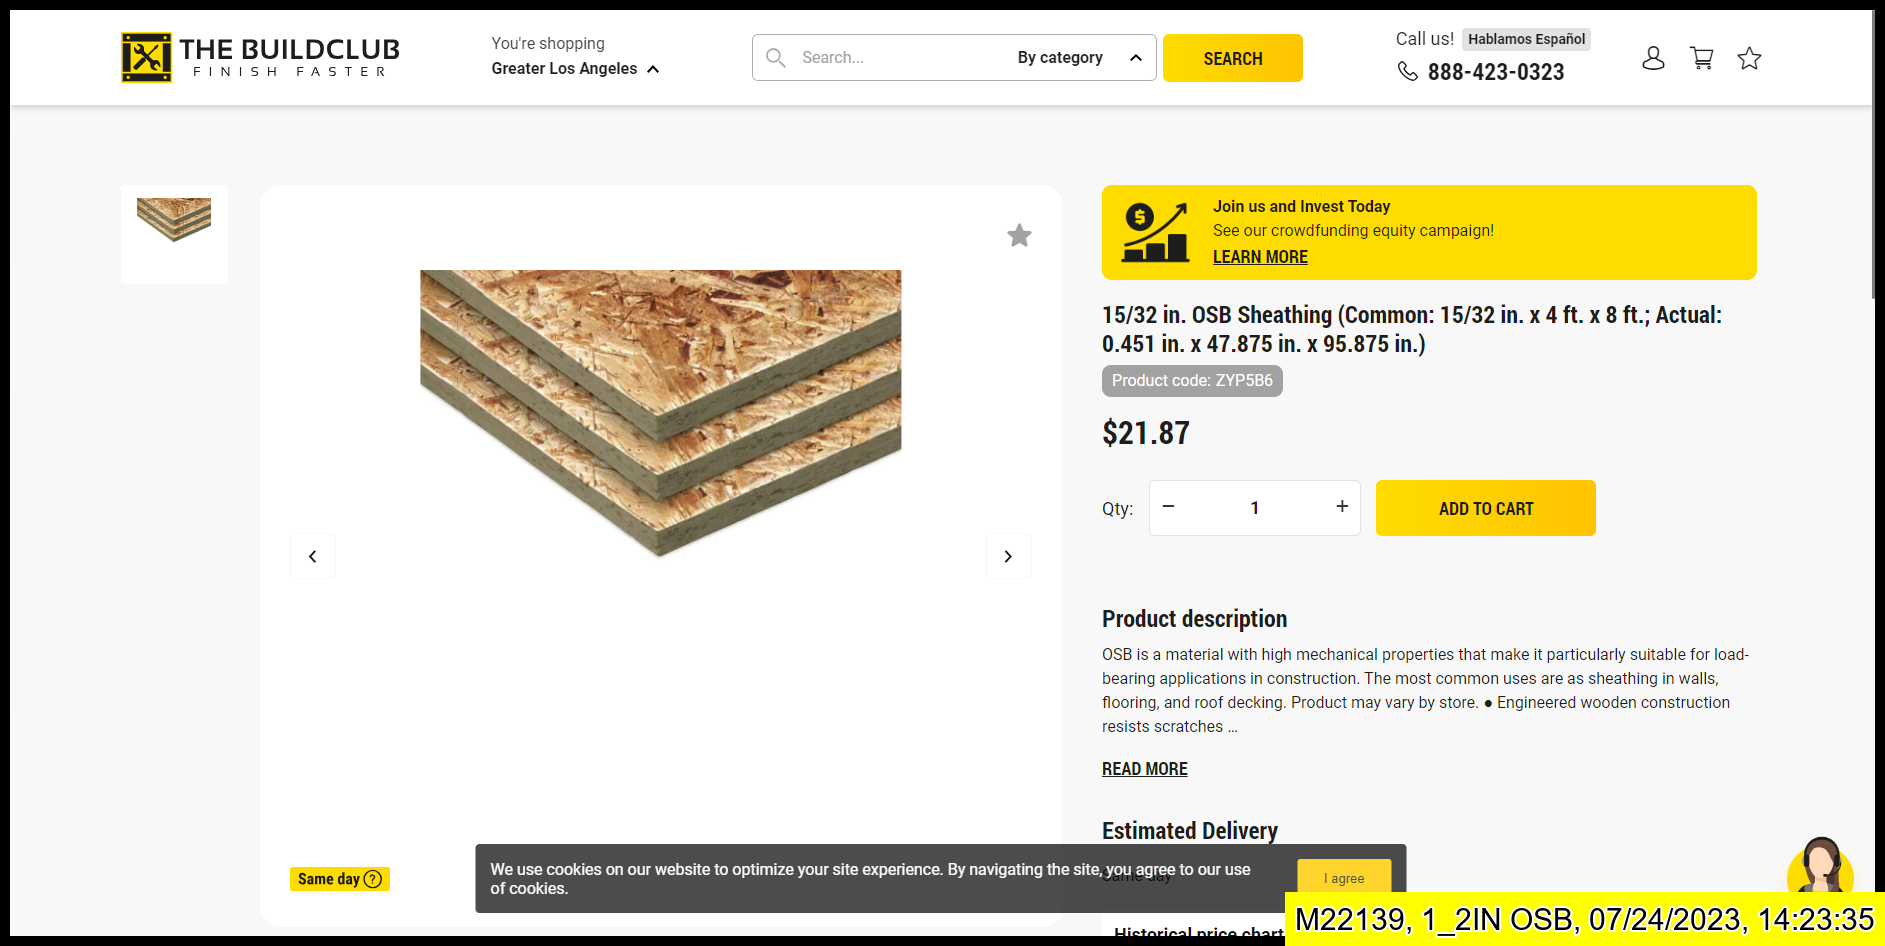 THE BUILDCLUB
FINISH FASTER
You're shopping
Greater Los Angeles
Search...
By category
SEARCH
Call us! Hablamos Español
888-423-0323
Join us and Invest Today
See our crowdfunding equity campaign!
LEARN MORE
15/32 in. OSB Sheathing (Common: 15/32 in. x 4 ft. x 8 ft.; Actual:
0.451 in. x 47.875 in. x 95.875 in.)
Product code: ZYP5B6
$21.87
Qty: − 1 +
ADD TO CART
Product description
OSB is a material with high mechanical properties that make it particularly suitable for load-
bearing applications in construction. The most common uses are as sheathing in walls,
flooring, and roof decking. Product may vary by store. ● Engineered wooden construction
resists scratches ...
READ MORE
Estimated Delivery
Same day
Same day ?
We use cookies on our website to optimize your site experience. By navigating the site, you agree to our use
of cookies.
I agree
Historical price chart
M22139, 1_2IN OSB, 07/24/2023, 14:23:35